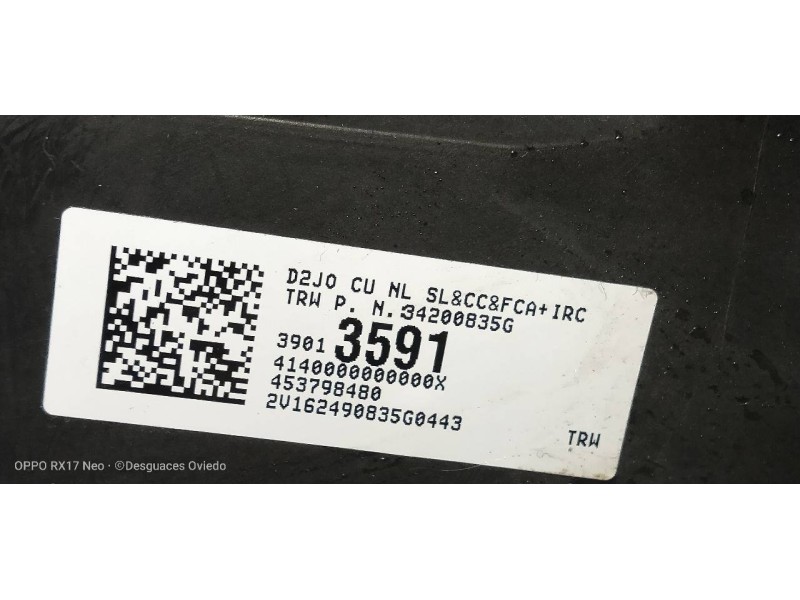 D2JO CU NL SL&CC&FCA+IRC
TRW P. N.:34200835G
3901 3591
4140000000000X
453798480
2V162490835G0443
TRW
OPPO RX17 Neo · ©Desguaces Oviedo